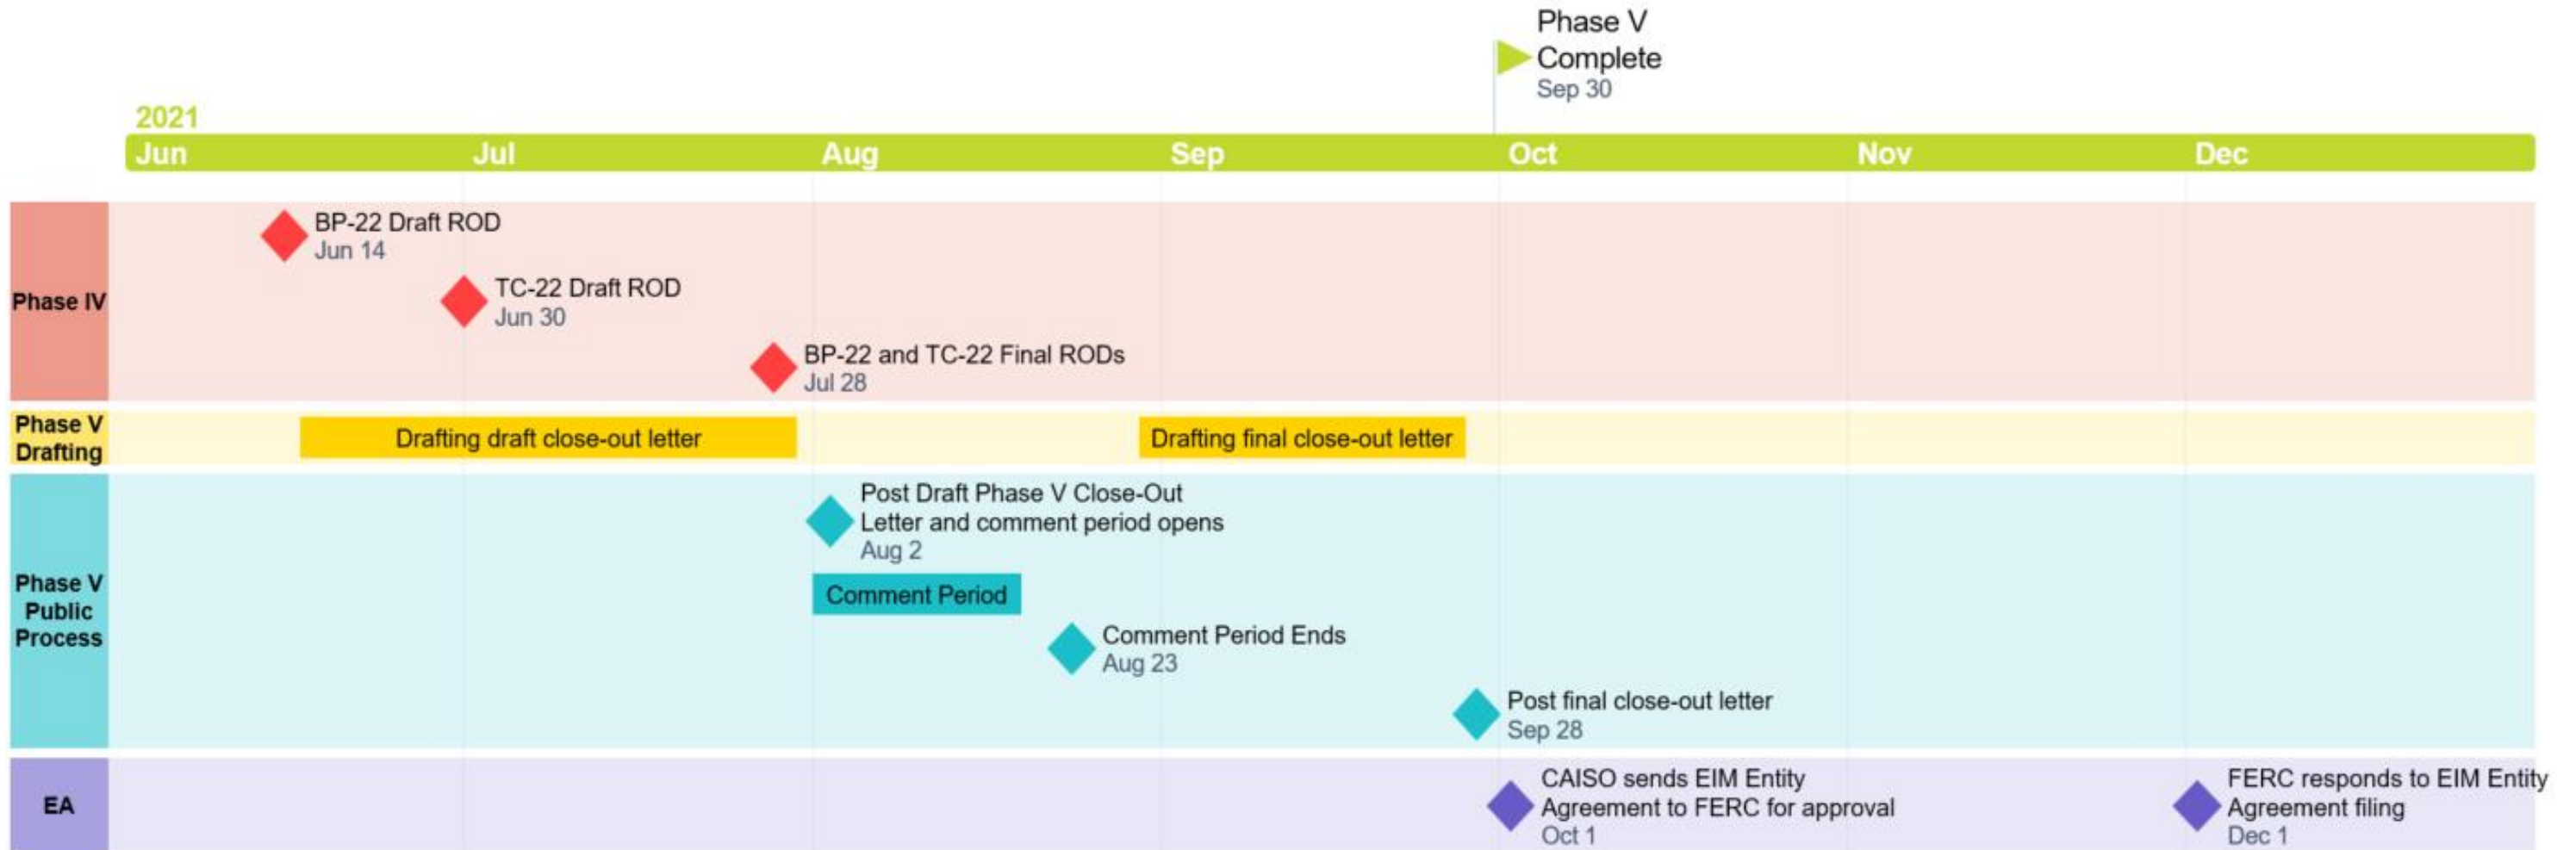 Phase V
Complete
Sep 30
2021
Jun Jul Aug Sep Oct Nov Dec
Phase IV
BP-22 Draft ROD
Jun 14
TC-22 Draft ROD
Jun 30
BP-22 and TC-22 Final RODs
Jul 28
Phase V
Drafting
Drafting draft close-out letter
Drafting final close-out letter
Phase V
Public
Process
Post Draft Phase V Close-Out
Letter and comment period opens
Aug 2
Comment Period
Comment Period Ends
Aug 23
Post final close-out letter
Sep 28
EA
CAISO sends EIM Entity
Agreement to FERC for approval
Oct 1
FERC responds to EIM Entity
Agreement filing
Dec 1